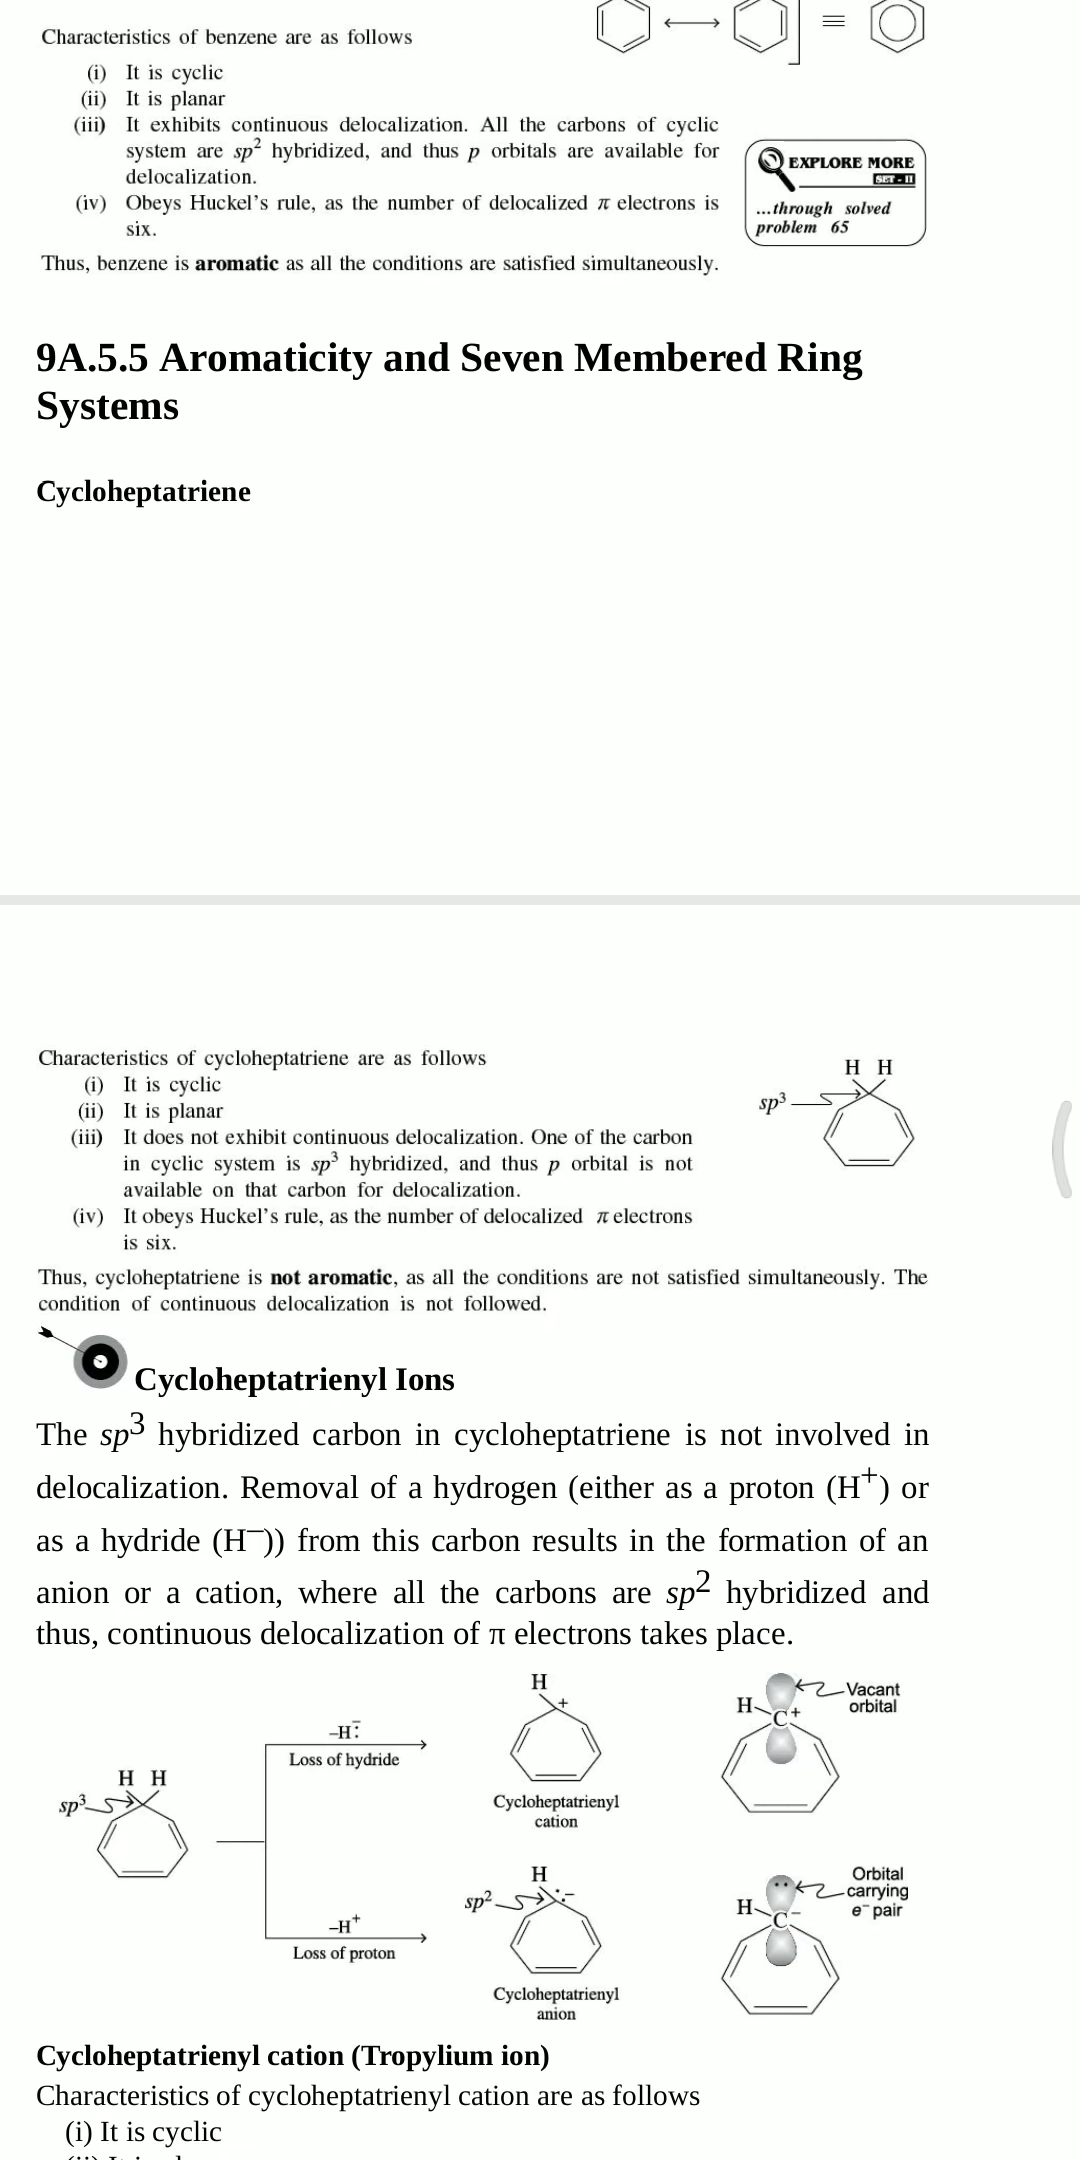 Characteristics of benzene are as follows
(i) It is cyclic
(ii) It is planar
(iii) It exhibits continuous delocalization. All the carbons of cyclic
system are sp² hybridized, and thus p orbitals are available for
delocalization.
(iv) Obeys Huckel's rule, as the number of delocalized π electrons is
six.
EXPLORE MORE
SET - II
...through solved
problem 65
Thus, benzene is aromatic as all the conditions are satisfied simultaneously.
9A.5.5 Aromaticity and Seven Membered Ring
Systems
Cycloheptatriene
Characteristics of cycloheptatriene are as follows
(i) It is cyclic
(ii) It is planar
(iii) It does not exhibit continuous delocalization. One of the carbon
in cyclic system is sp³ hybridized, and thus p orbital is not
available on that carbon for delocalization.
(iv) It obeys Huckel's rule, as the number of delocalized π electrons
is six.
H H
sp³
Thus, cycloheptatriene is not aromatic, as all the conditions are not satisfied simultaneously. The
condition of continuous delocalization is not followed.
Cycloheptatrienyl Ions
The sp³ hybridized carbon in cycloheptatriene is not involved in
delocalization. Removal of a hydrogen (either as a proton (H⁺) or
as a hydride (H⁻)) from this carbon results in the formation of an
anion or a cation, where all the carbons are sp² hybridized and
thus, continuous delocalization of π electrons takes place.
H H
sp³
–H:⁻
Loss of hydride
H
+
Cycloheptatrienyl
cation
H
C⁺
Vacant
orbital
–H⁺
Loss of proton
H
sp²
:–
Cycloheptatrienyl
anion
H
C⁻
Orbital
carrying
e⁻ pair
Cycloheptatrienyl cation (Tropylium ion)
Characteristics of cycloheptatrienyl cation are as follows
(i) It is cyclic